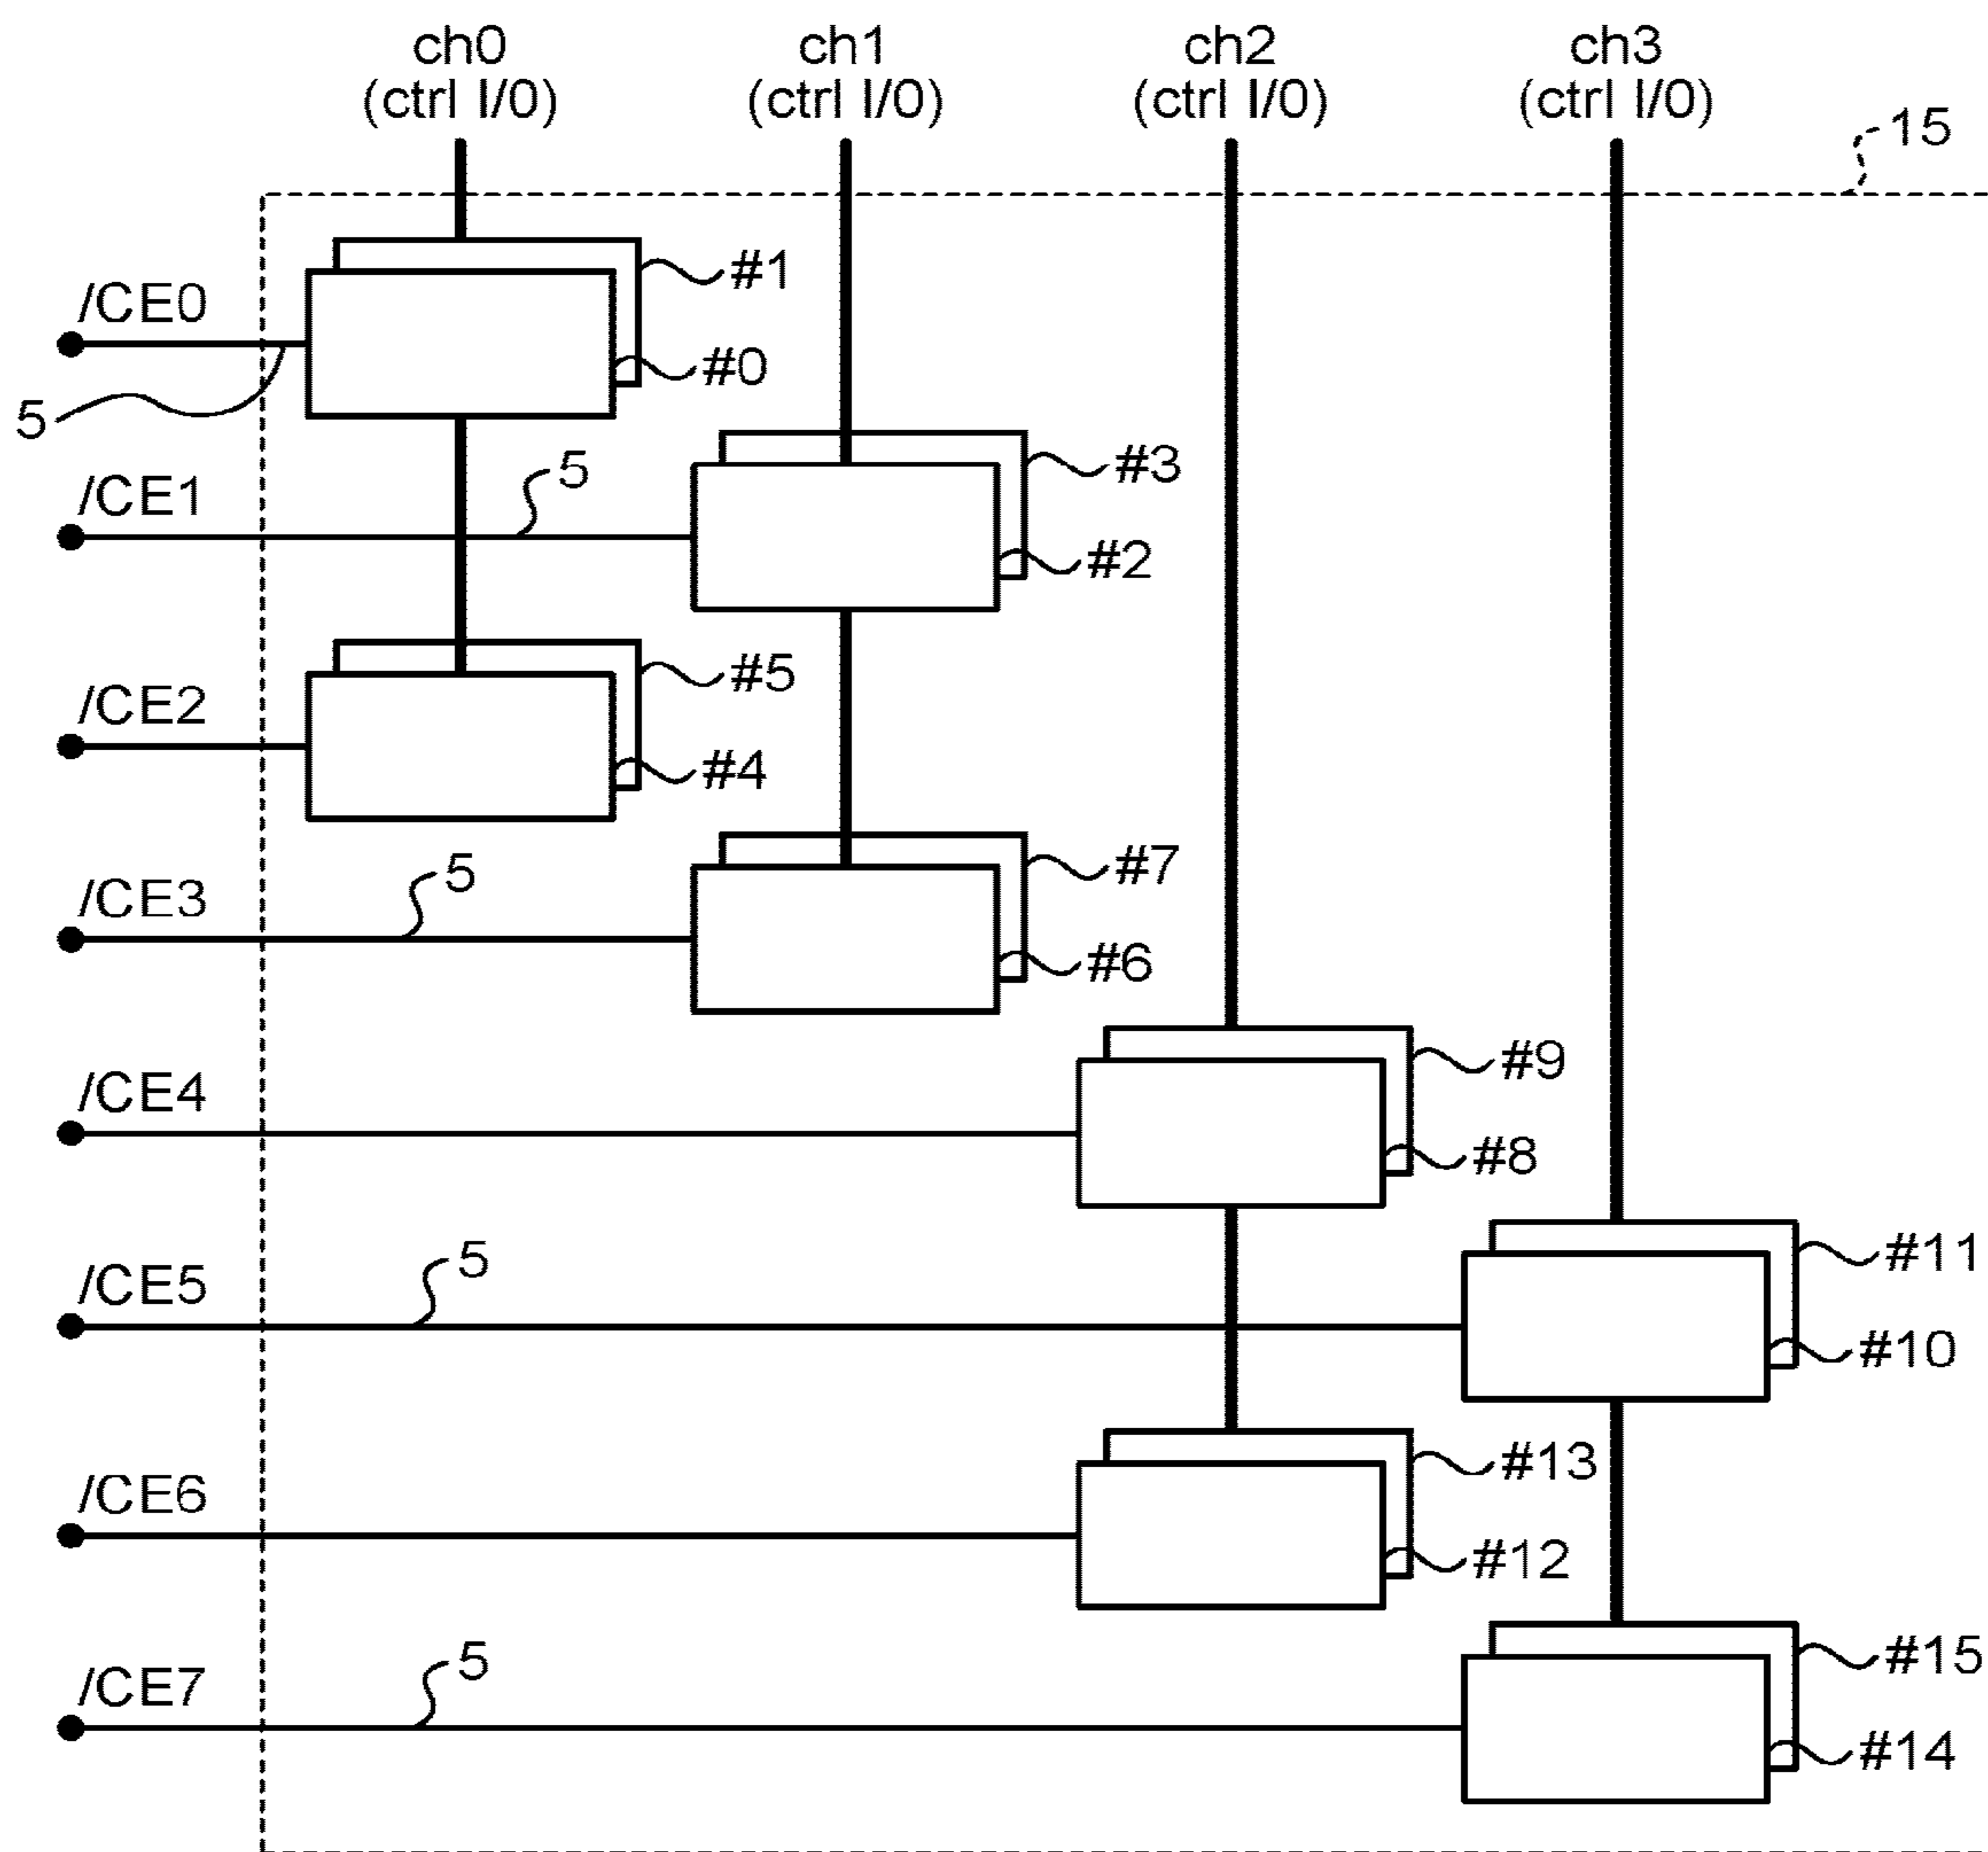 ch0 ch1 ch2 ch3
(ctrl I/0) (ctrl I/0) (ctrl I/0) (ctrl I/0)
15
#1
/CE0
#0
5
#3
/CE1 5
#2
#5
/CE2
#4
#7
/CE3 5
#6
#9
/CE4
#8
#11
/CE5 5
#10
#13
/CE6
#12
#15
/CE7 5
#14